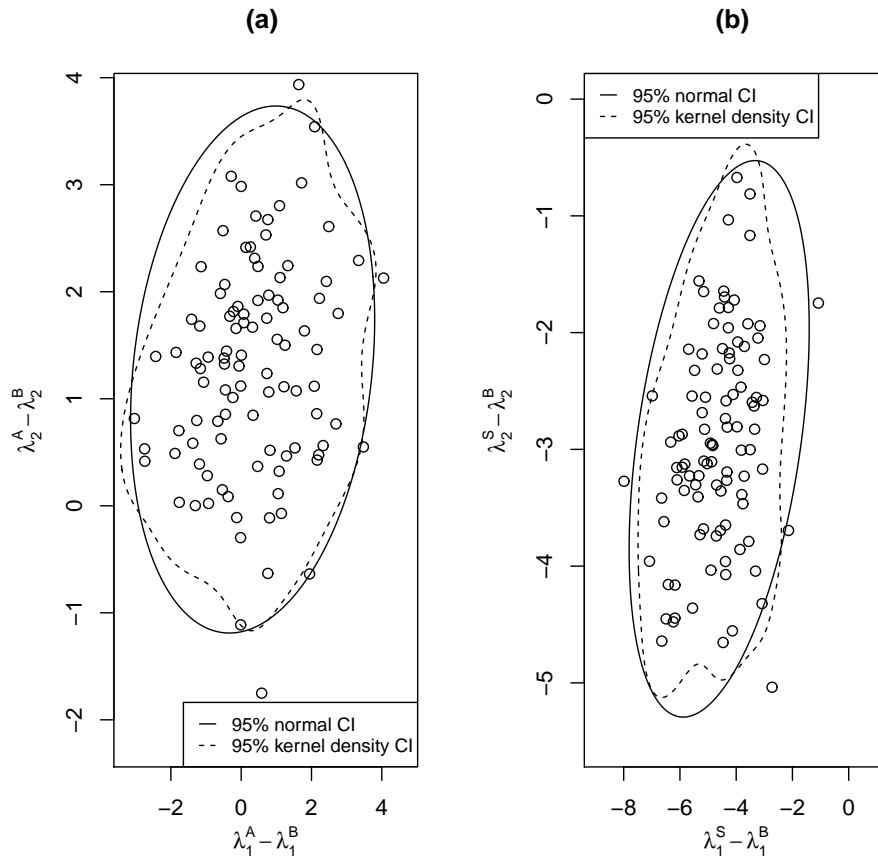 (a)
4
3
2
1
0
−1
−2
λ₂ᴬ − λ₂ᴮ
95% normal CI
95% kernel density CI
−2 0 2 4
λ₁ᴬ − λ₁ᴮ
(b)
95% normal CI
95% kernel density CI
0
−1
−2
−3
−4
−5
λ₂ˢ − λ₂ᴮ
−8 −6 −4 −2 0
λ₁ˢ − λ₁ᴮ